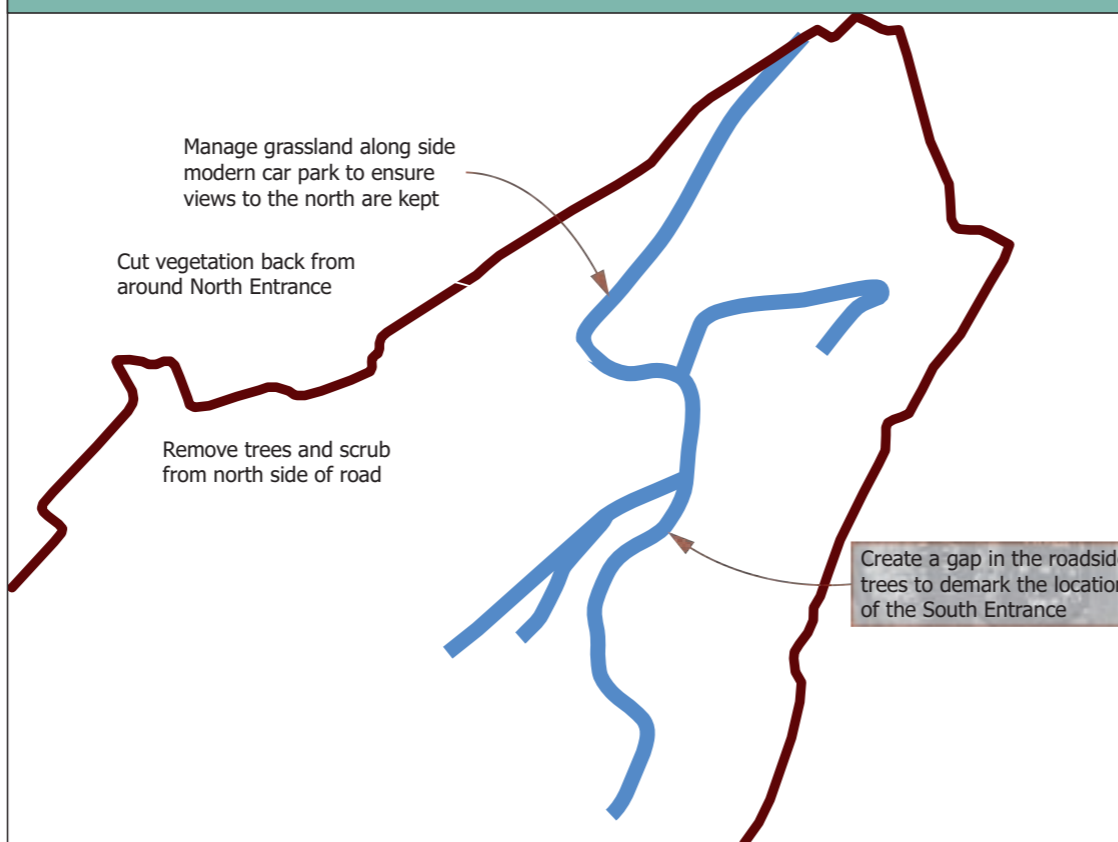 Manage grassland along side
modern car park to ensure
views to the north are kept
Cut vegetation back from
around North Entrance
Remove trees and scrub
from north side of road
Create a gap in the roadside
trees to demark the location
of the South Entrance